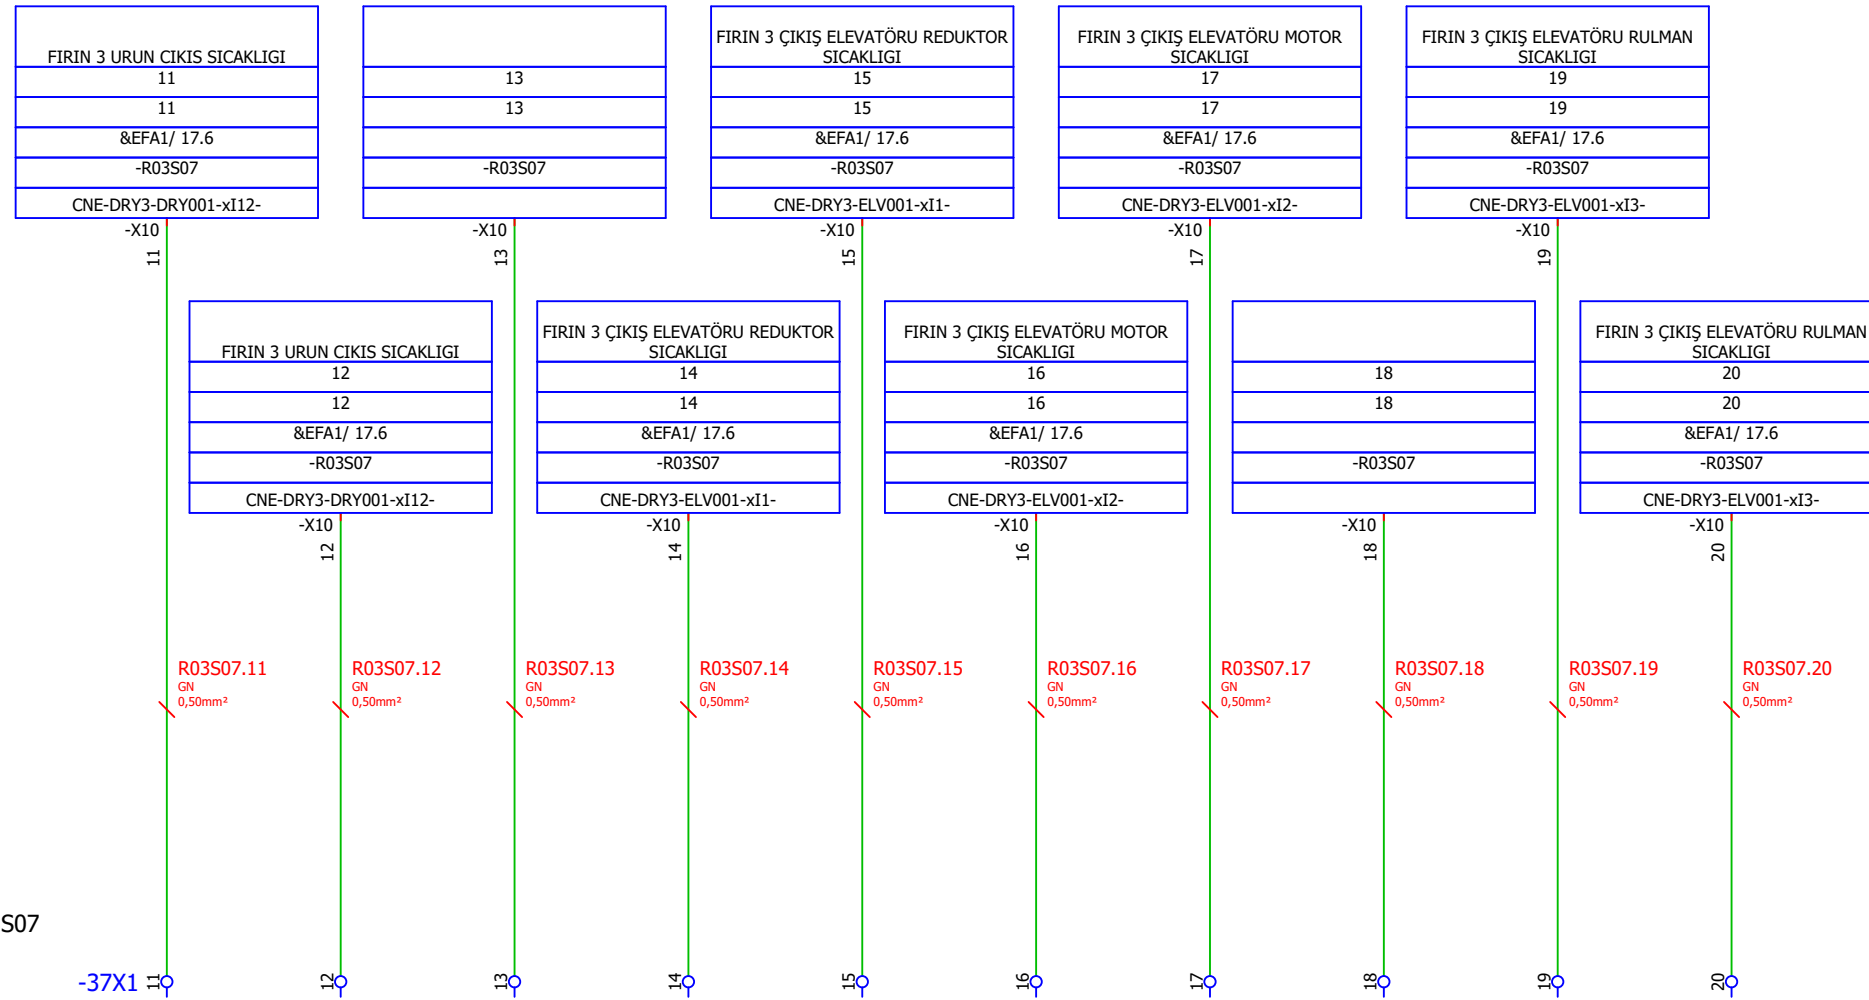 FIRIN 3 URUN CIKIS SICAKLIGI
11
11
&EFA1/ 17.6
-R03S07
CNE-DRY3-DRY001-xI12-
-X10
11
13
13
-R03S07
-X10
13
FIRIN 3 ÇIKIŞ ELEVATÖRU REDUKTOR
SICAKLIGI
15
15
&EFA1/ 17.6
-R03S07
CNE-DRY3-ELV001-xI1-
-X10
15
FIRIN 3 ÇIKIŞ ELEVATÖRU MOTOR
SICAKLIGI
17
17
&EFA1/ 17.6
-R03S07
CNE-DRY3-ELV001-xI2-
-X10
17
FIRIN 3 ÇIKIŞ ELEVATÖRU RULMAN
SICAKLIGI
19
19
&EFA1/ 17.6
-R03S07
CNE-DRY3-ELV001-xI3-
-X10
19
FIRIN 3 URUN CIKIS SICAKLIGI
12
12
&EFA1/ 17.6
-R03S07
CNE-DRY3-DRY001-xI12-
-X10
12
FIRIN 3 ÇIKIŞ ELEVATÖRU REDUKTOR
SICAKLIGI
14
14
&EFA1/ 17.6
-R03S07
CNE-DRY3-ELV001-xI1-
-X10
14
FIRIN 3 ÇIKIŞ ELEVATÖRU MOTOR
SICAKLIGI
16
16
&EFA1/ 17.6
-R03S07
CNE-DRY3-ELV001-xI2-
-X10
16
18
18
-R03S07
-X10
18
FIRIN 3 ÇIKIŞ ELEVATÖRU RULMAN
SICAKLIGI
20
20
&EFA1/ 17.6
-R03S07
CNE-DRY3-ELV001-xI3-
-X10
20
R03S07.11
GN
0,50mm²
R03S07.12
GN
0,50mm²
R03S07.13
GN
0,50mm²
R03S07.14
GN
0,50mm²
R03S07.15
GN
0,50mm²
R03S07.16
GN
0,50mm²
R03S07.17
GN
0,50mm²
R03S07.18
GN
0,50mm²
R03S07.19
GN
0,50mm²
R03S07.20
GN
0,50mm²
S07
-37X1
11
12
13
14
15
16
17
18
19
20